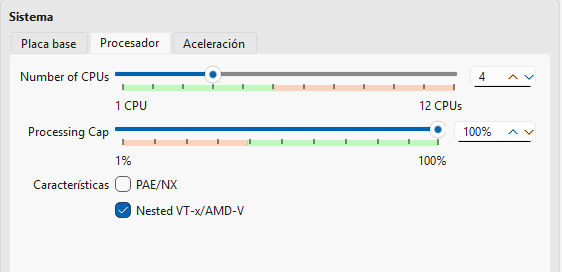 Sistema
Placa base Procesador Aceleración
Number of CPUs 4
1 CPU 12 CPUs
Processing Cap 100%
1% 100%
Características PAE/NX
Nested VT-x/AMD-V